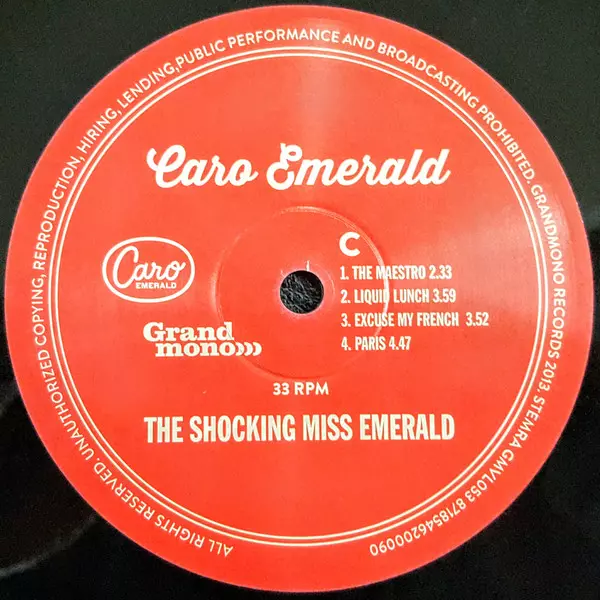 Caro Emerald
Caro
EMERALD
Grand
mono
C
1. THE MAESTRO 2.33
2. LIQUID LUNCH 3.59
3. EXCUSE MY FRENCH 3.52
4. PARIS 4.47
33 RPM
THE SHOCKING MISS EMERALD
ALL RIGHTS RESERVED. UNAUTHORIZED COPYING, REPRODUCTION, HIRING, LENDING,PUBLIC PERFORMANCE AND BROADCASTING PROHIBITED. GRANDMONO RECORDS 2013. STEMRA GMVL053 8718546200090